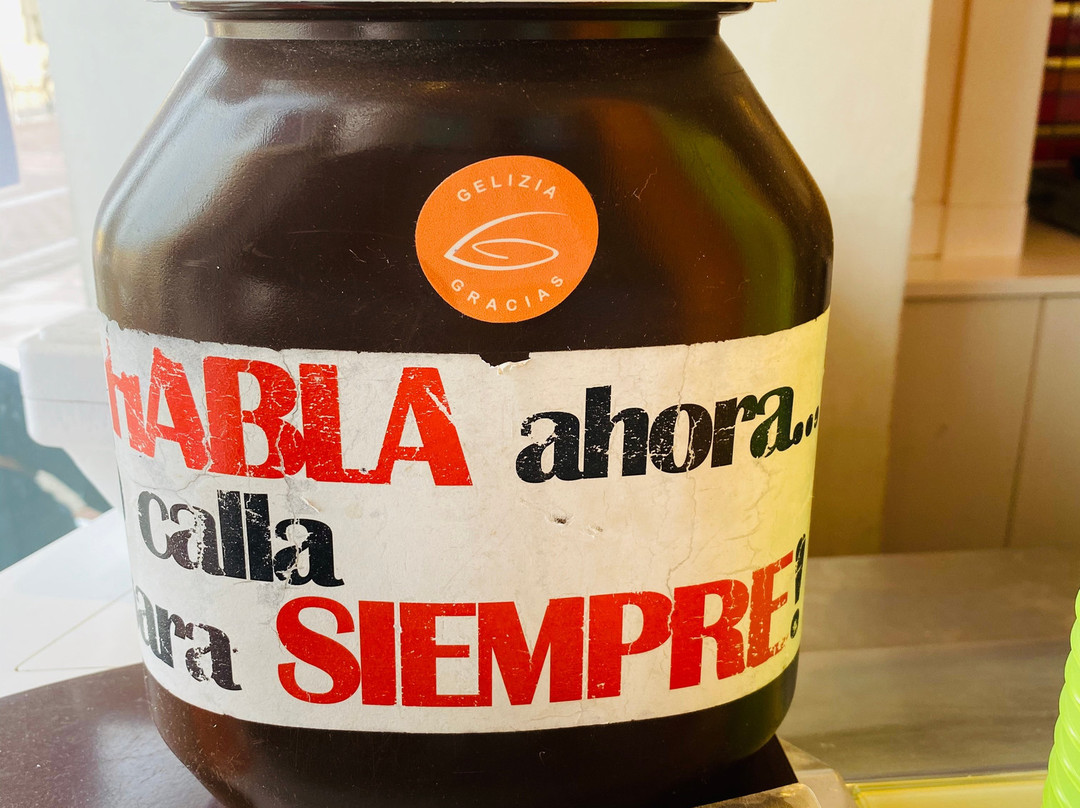 GELIZIA
GRACIAS
hABLA ahora...
calla
ara SIEMPRE!